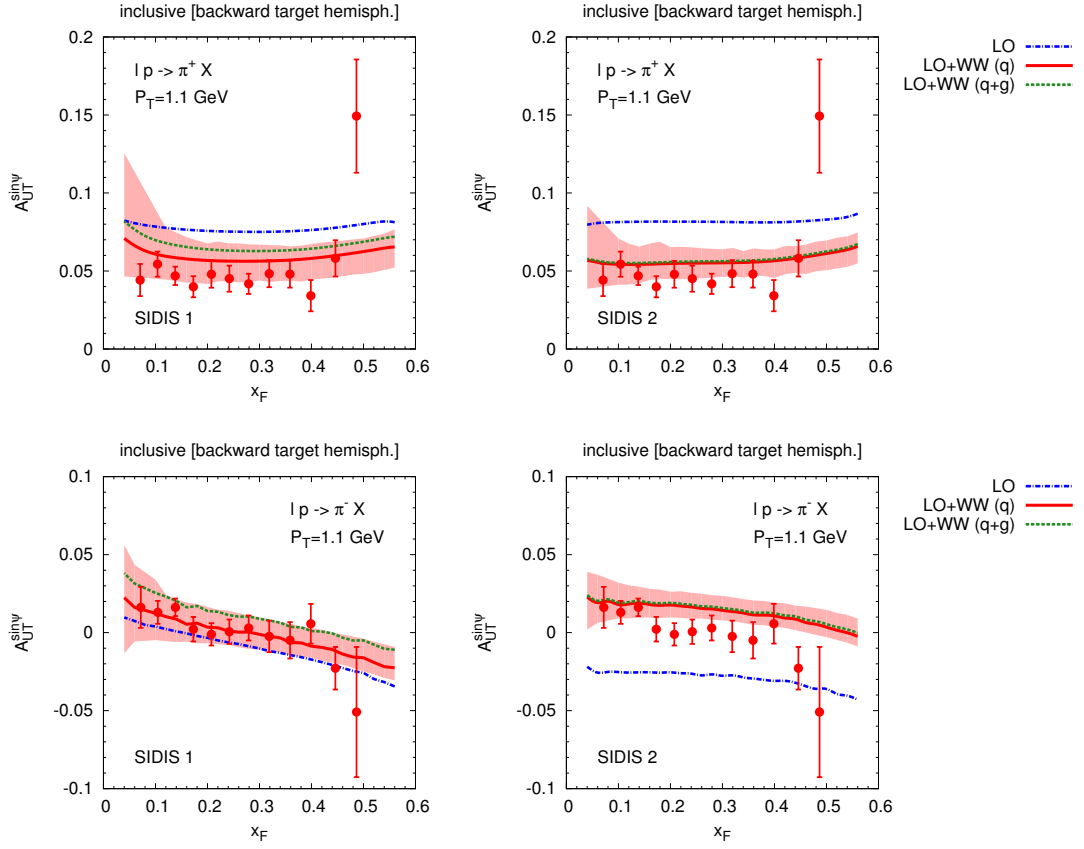 inclusive [backward target hemisph.]
0.2
0.15
0.1
0.05
0
A_UT^sinψ
l p -> π⁺ X
P_T=1.1 GeV
SIDIS 1
0 0.1 0.2 0.3 0.4 0.5 0.6
x_F
inclusive [backward target hemisph.]
0.2
0.15
0.1
0.05
0
A_UT^sinψ
l p -> π⁺ X
P_T=1.1 GeV
SIDIS 2
0 0.1 0.2 0.3 0.4 0.5 0.6
x_F
LO
LO+WW (q)
LO+WW (q+g)
inclusive [backward target hemisph.]
0.1
0.05
0
-0.05
-0.1
A_UT^sinψ
l p -> π⁻ X
P_T=1.1 GeV
SIDIS 1
0 0.1 0.2 0.3 0.4 0.5 0.6
x_F
inclusive [backward target hemisph.]
0.1
0.05
0
-0.05
-0.1
A_UT^sinψ
l p -> π⁻ X
P_T=1.1 GeV
SIDIS 2
0 0.1 0.2 0.3 0.4 0.5 0.6
x_F
LO
LO+WW (q)
LO+WW (q+g)